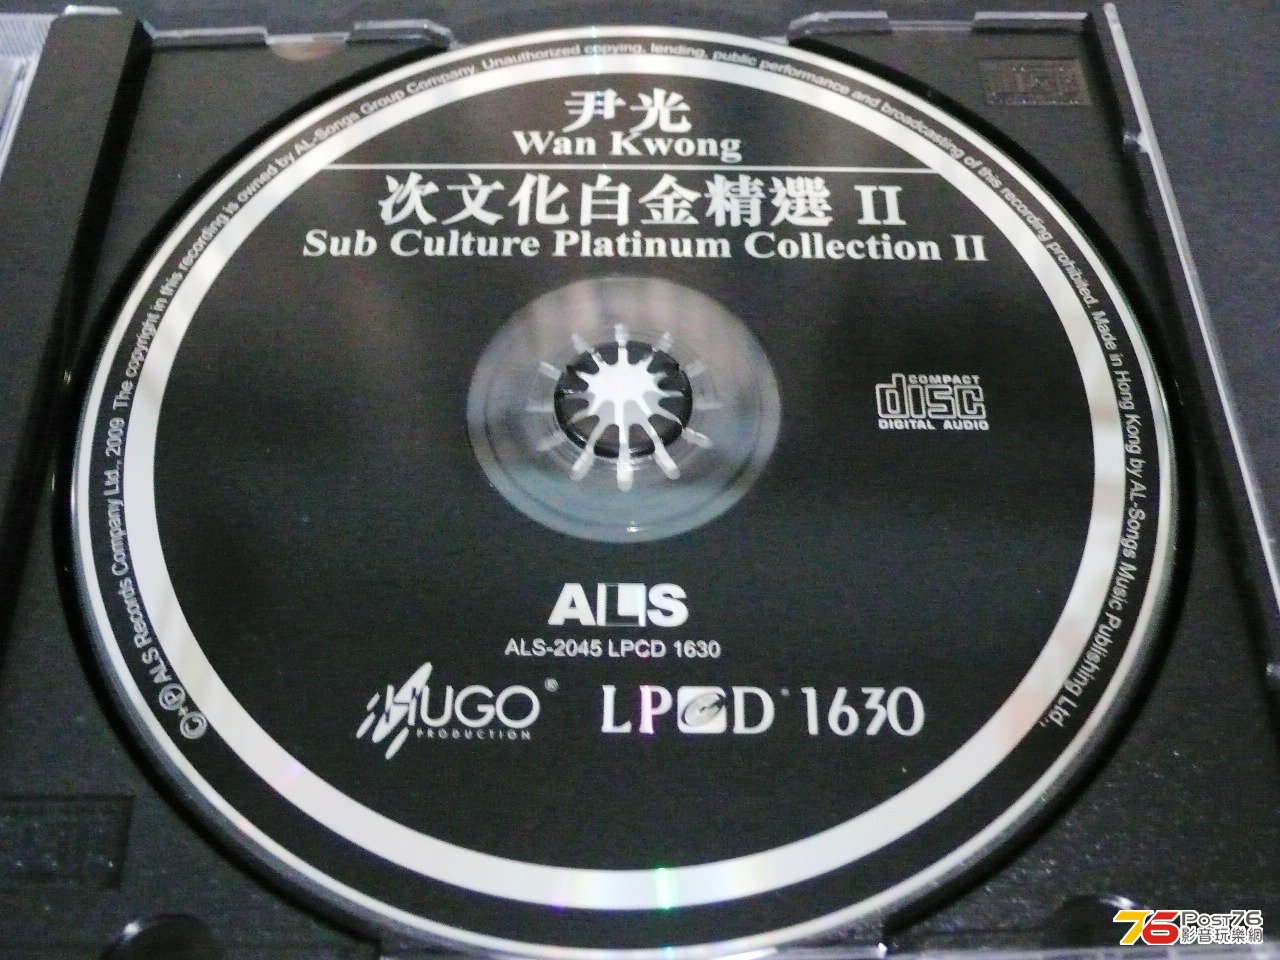 尹光
Wan Kwong
次文化白金精選 II
Sub Culture Platinum Collection II
COMPACT
disc
DIGITAL AUDIO
ALS
ALS-2045 LPCD 1630
HUGO®
PRODUCTION
LPCD 1630
©+℗ ALS Records Company Ltd., 2009 The copyright in this recording is owned by AL-Songs Group Company. Unauthorized copying, lending, public performance and broadcasting of this recording prohibited. Made in Hong Kong by AL-Songs Music Publishing Ltd.,
76 Post76
影音玩樂網